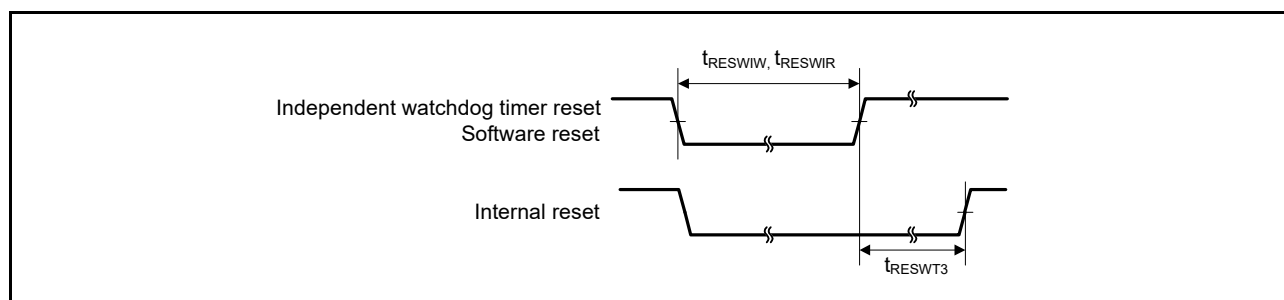 tRESWIW, tRESWIR
Independent watchdog timer reset
Software reset
Internal reset
tRESWT3